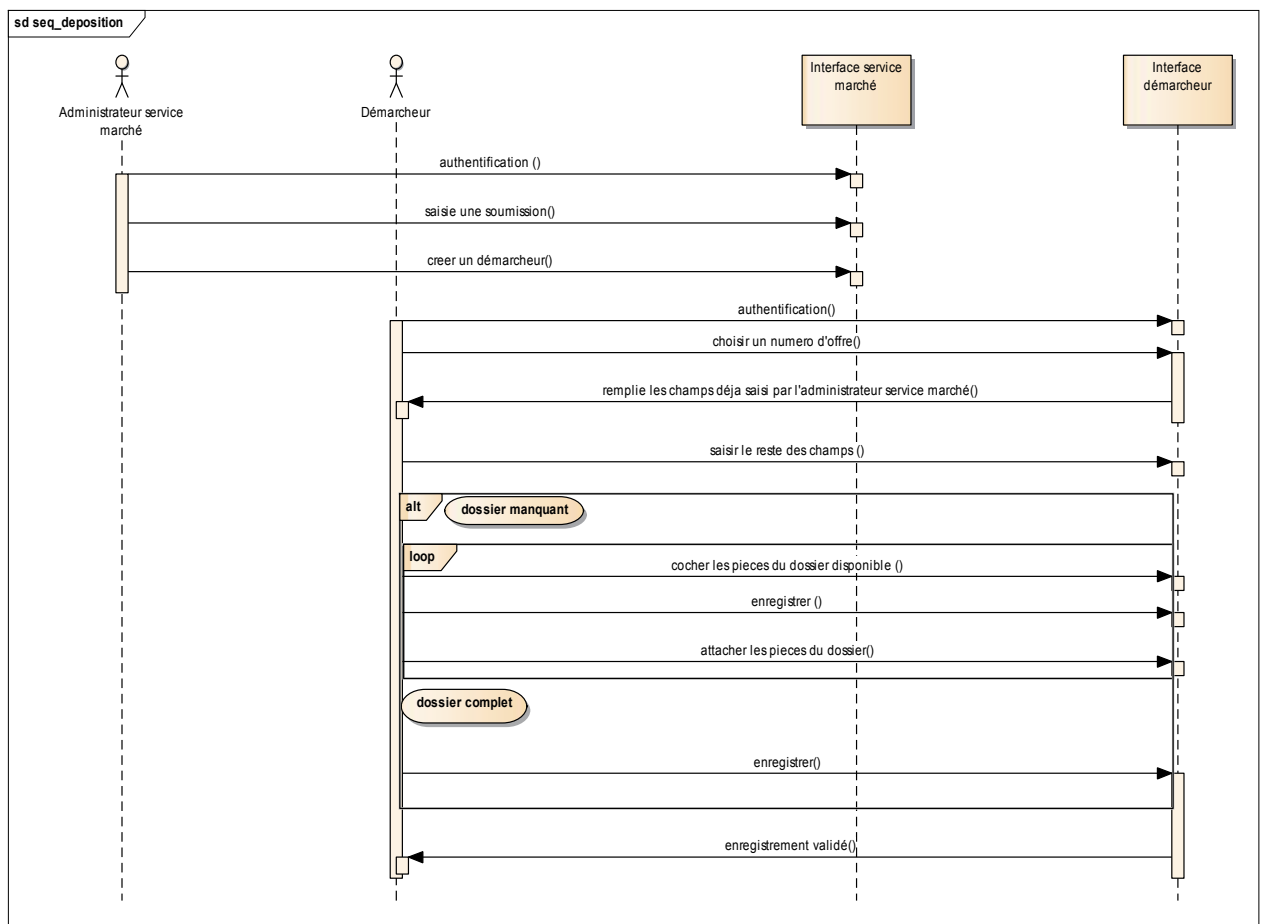 sd seq_deposition
Administrateur service
marché
Démarcheur
Interface service
marché
Interface
démarcheur
authentification ()
saisie une soumission()
creer un démarcheur()
authentification()
choisir un numero d'offre()
remplie les champs déja saisi par l'administrateur service marché()
saisir le reste des champs ()
alt
dossier manquant
loop
cocher les pieces du dossier disponible ()
enregistrer ()
attacher les pieces du dossier()
dossier complet
enregistrer()
enregistrement validé()